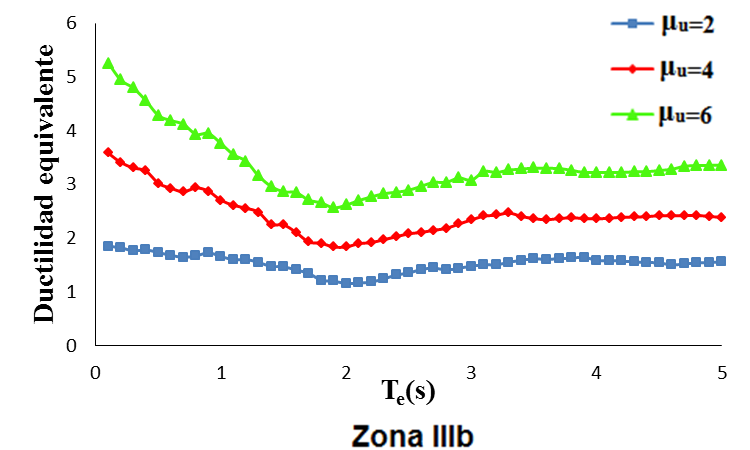 Ductilidad equivalente
6
5
4
3
2
1
0
0 1 2 3 4 5
Te(s)
μu=2
μu=4
μu=6
Zona IIIb